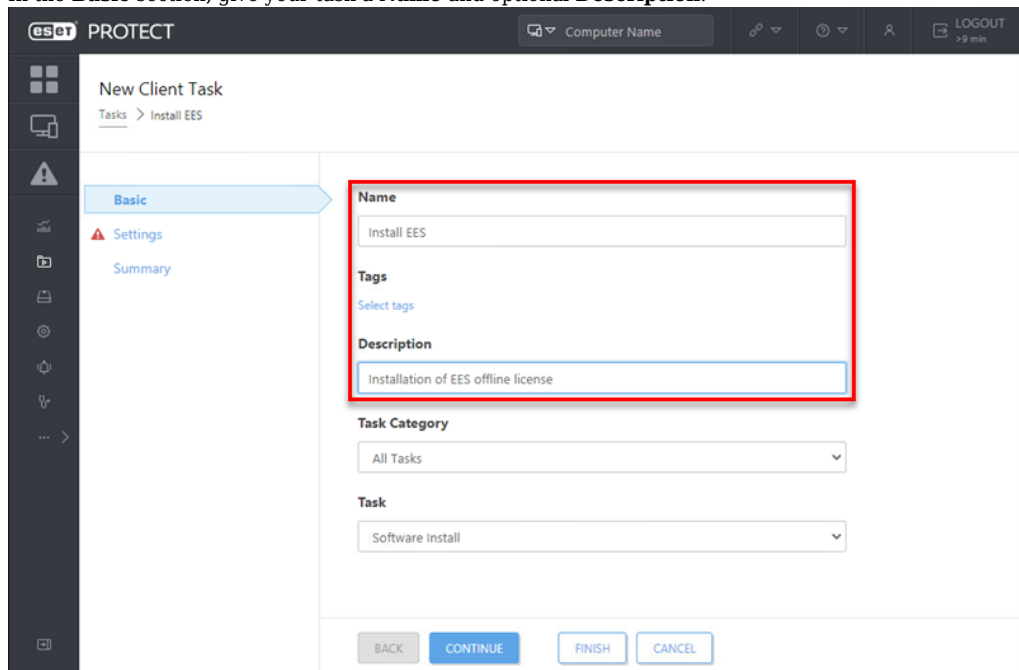 In the Basic section, give your task a Name and optional Description.
eset PROTECT
Computer Name
LOGOUT
>9 min
New Client Task
Tasks > Install EES
Basic
Settings
Summary
Name
Install EES
Tags
Select tags
Description
Installation of EES offline license
Task Category
All Tasks
Task
Software Install
BACK CONTINUE FINISH CANCEL